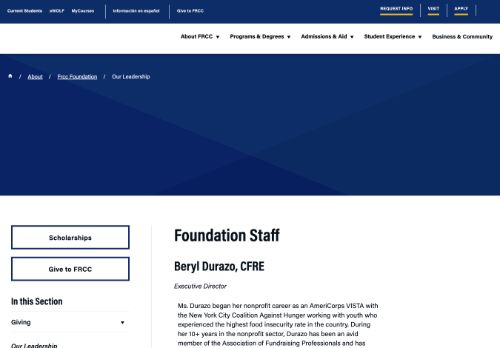 Current Students eWOLF MyCourses Información en español Give to FRCC REQUEST INFO VISIT APPLY
About FRCC ▼ Programs & Degrees ▼ Admissions & Aid ▼ Student Experience ▼ Business & Community
/ About / Frcc Foundation / Our Leadership
Scholarships
Give to FRCC
In this Section
Giving ▼
Our Leadership
Foundation Staff
Beryl Durazo, CFRE
Executive Director
Ms. Durazo began her nonprofit career as an AmeriCorps VISTA with
the New York City Coalition Against Hunger working with youth who
experienced the highest food insecurity rate in the country. During
her 10+ years in the nonprofit sector, Durazo has been an avid
member of the Association of Fundraising Professionals and has